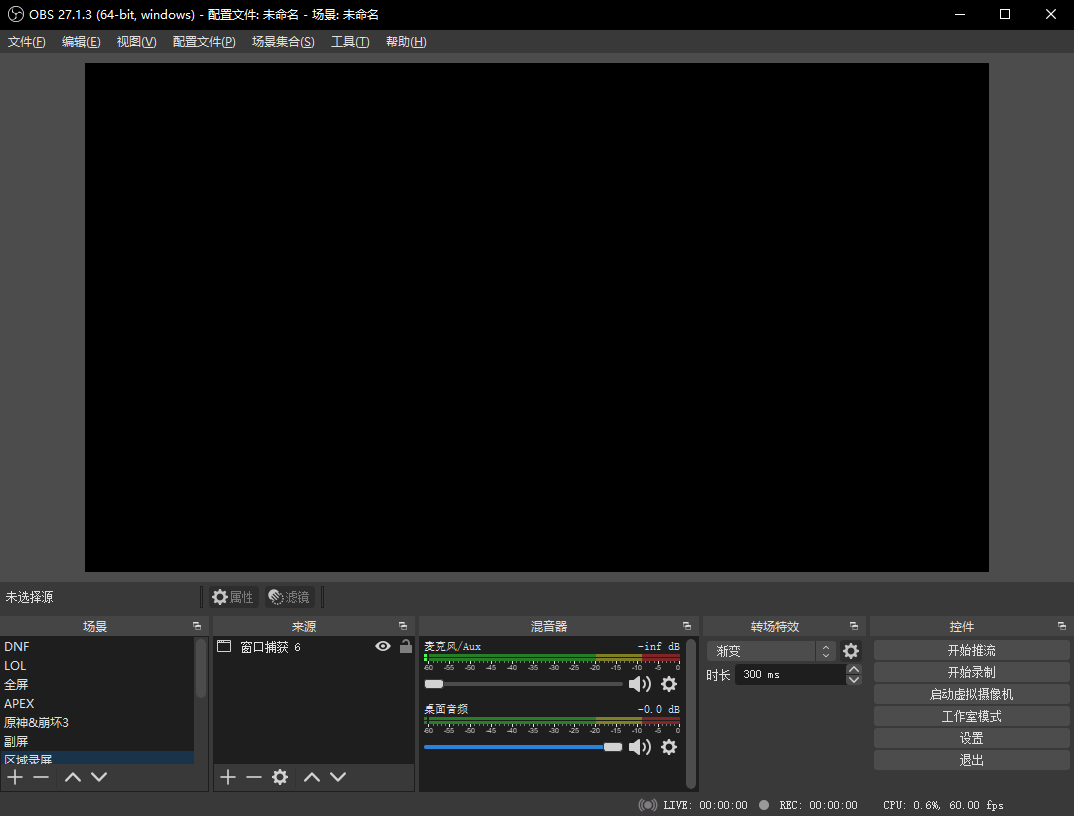 OBS 27.1.3 (64-bit, windows) - 配置文件: 未命名 - 场景: 未命名
文件(F) 编辑(E) 视图(V) 配置文件(P) 场景集合(S) 工具(T) 帮助(H)
未选择源 属性 滤镜
场景
DNF
LOL
全屏
APEX
原神&崩坏3
副屏
区域录屏
来源
窗口捕获 6
混音器
麦克风/Aux -inf dB
-60 -55 -50 -45 -40 -35 -30 -25 -20 -15 -10 -5 0
桌面音频 -0.0 dB
-60 -55 -50 -45 -40 -35 -30 -25 -20 -15 -10 -5 0
转场特效
渐变
时长 300 ms
控件
开始推流
开始录制
启动虚拟摄像机
工作室模式
设置
退出
LIVE: 00:00:00 REC: 00:00:00 CPU: 0.6%, 60.00 fps